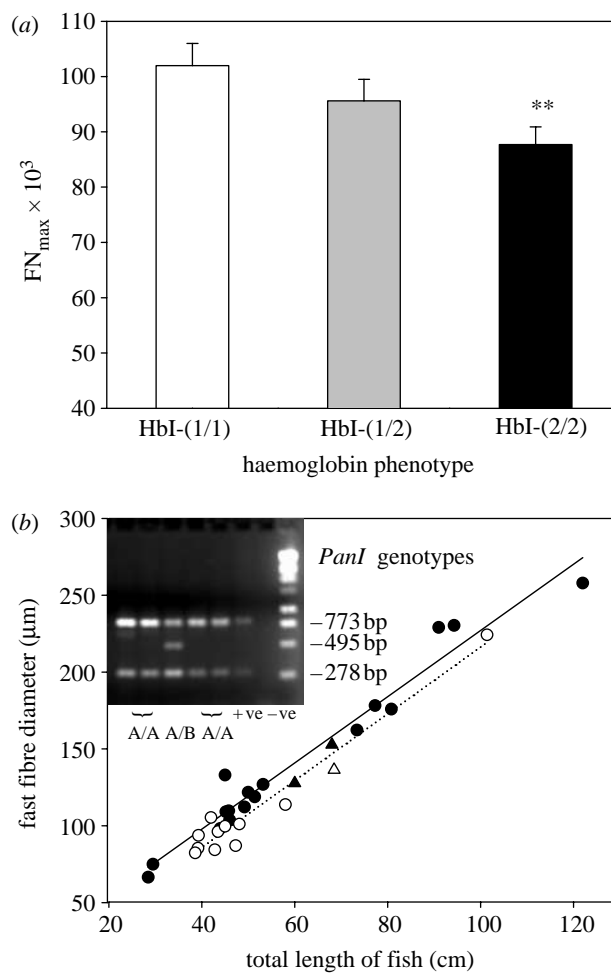 (a)
110
100
90
80
70
60
50
40
FNmax × 10³
**
HbI-(1/1) HbI-(1/2) HbI-(2/2)
haemoglobin phenotype
(b)
300
250
200
150
100
50
fast fibre diameter (μm)
PanI genotypes
–773 bp
–495 bp
–278 bp
A/A A/B A/A +ve –ve
20 40 60 80 100 120
total length of fish (cm)